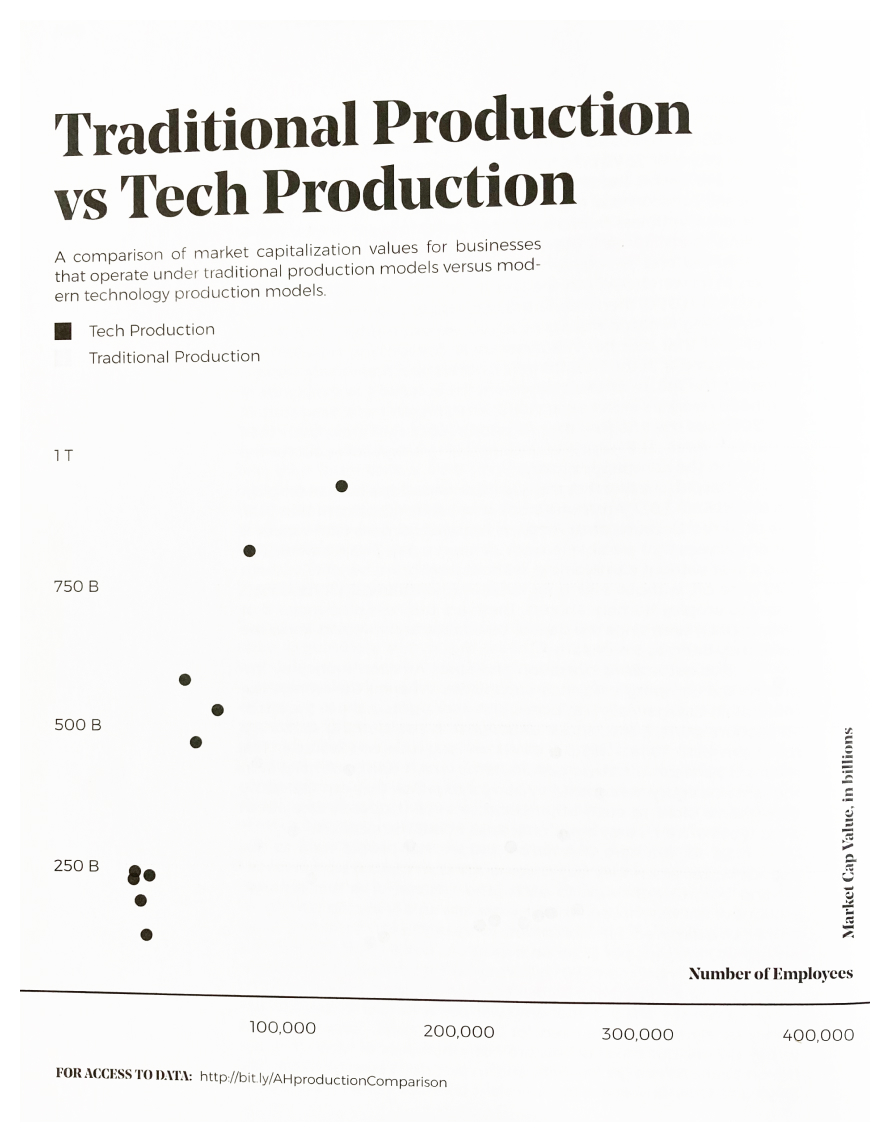 Traditional Production
vs Tech Production
A comparison of market capitalization values for businesses
that operate under traditional production models versus mod-
ern technology production models.
Tech Production
Traditional Production
1 T
750 B
500 B
250 B
Market Cap Value, in billions
Number of Employees
100,000
200,000
300,000
400,000
FOR ACCESS TO DATA: http://bit.ly/AHproductionComparison